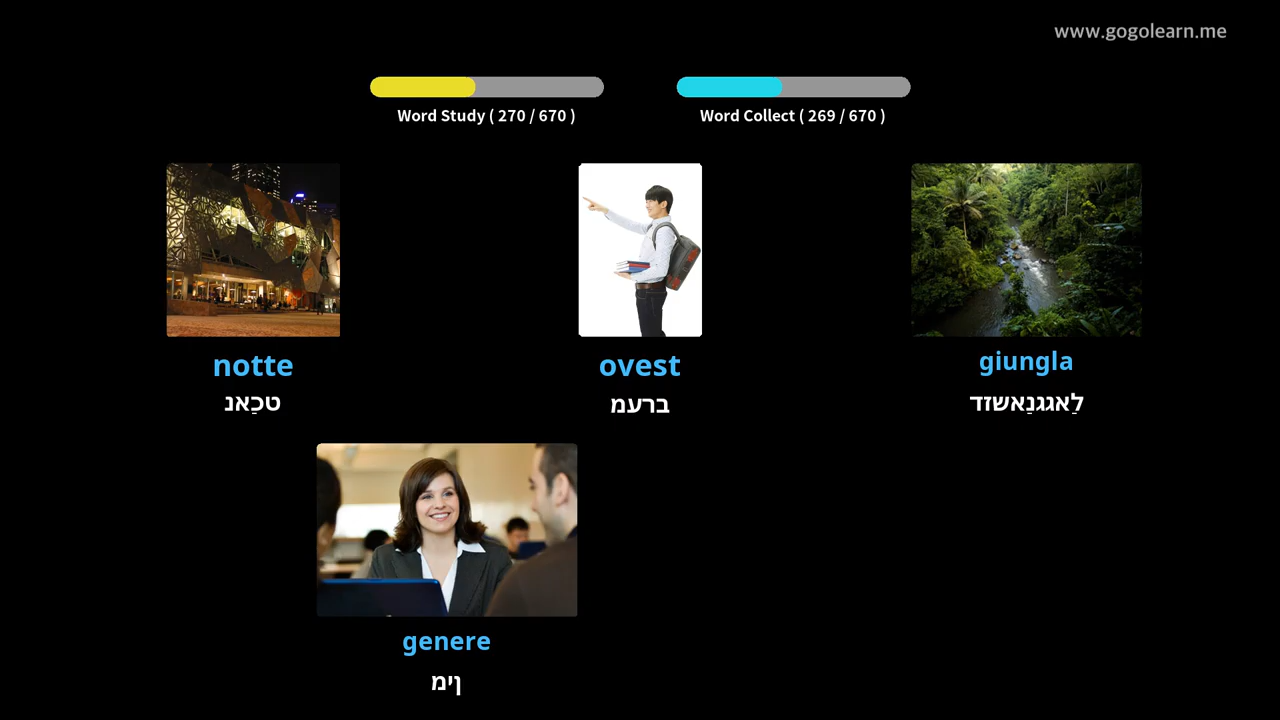 www.gogolearn.me
Word Study ( 270 / 670 )
Word Collect ( 269 / 670 )
notte
טכַאנ
ovest
ברעמ
giungla
לַאגגנַאשזד
genere
ןימ